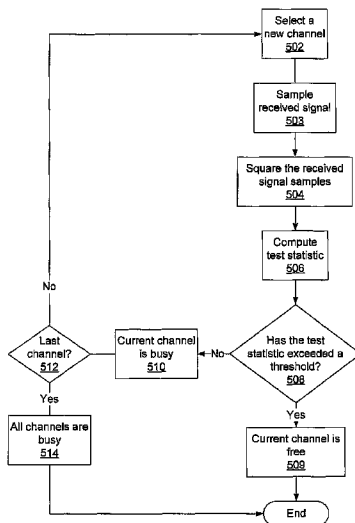 Select a
new channel
502
Sample
received signal
503
Square the received
signal samples
504
Compute
test statistic
506
Has the test
statistic exceeded a
threshold?
508
No
Current channel
is busy
510
Last
channel?
512
No
Yes
All channels are
busy
514
Yes
Current channel is
free
509
End